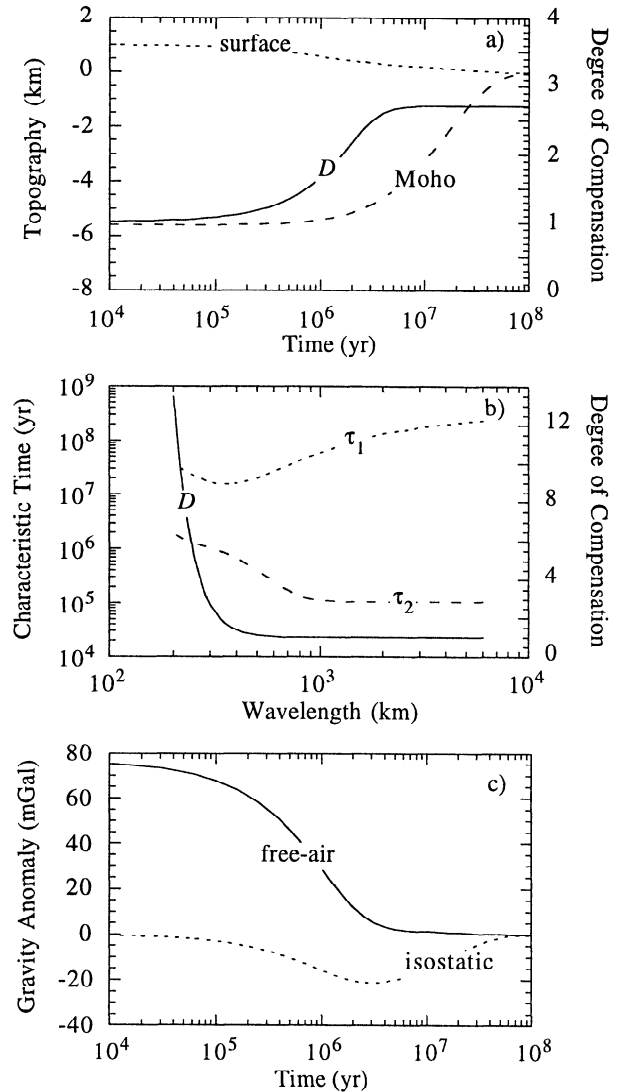 a)
2
0
-2
-4
-6
-8
Topography (km)
4
3
2
1
0
Degree of Compensation
surface
D
Moho
10^4
10^5
10^6
10^7
10^8
Time (yr)
b)
10^9
10^8
10^7
10^6
10^5
10^4
Characteristic Time (yr)
12
8
4
0
Degree of Compensation
τ_1
D
τ_2
10^2
10^3
10^4
Wavelength (km)
c)
80
60
40
20
0
-20
-40
Gravity Anomaly (mGal)
free-air
isostatic
10^4
10^5
10^6
10^7
10^8
Time (yr)